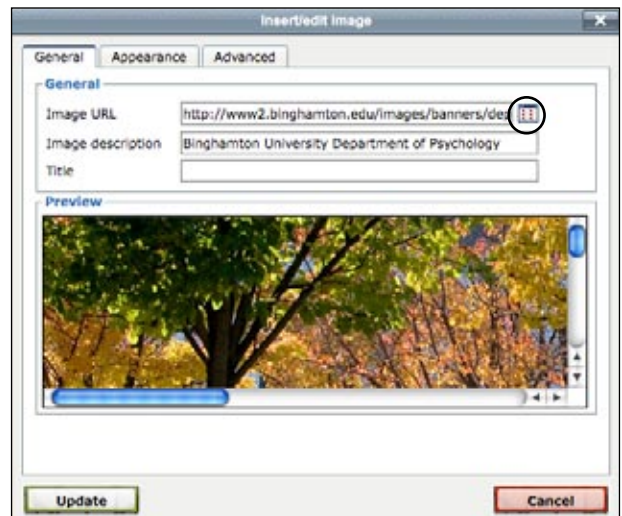 Insert/edit image
General Appearance Advanced
General
Image URL http://www2.binghamton.edu/images/banners/dep
Image description Binghamton University Department of Psychology
Title
Preview
Update Cancel